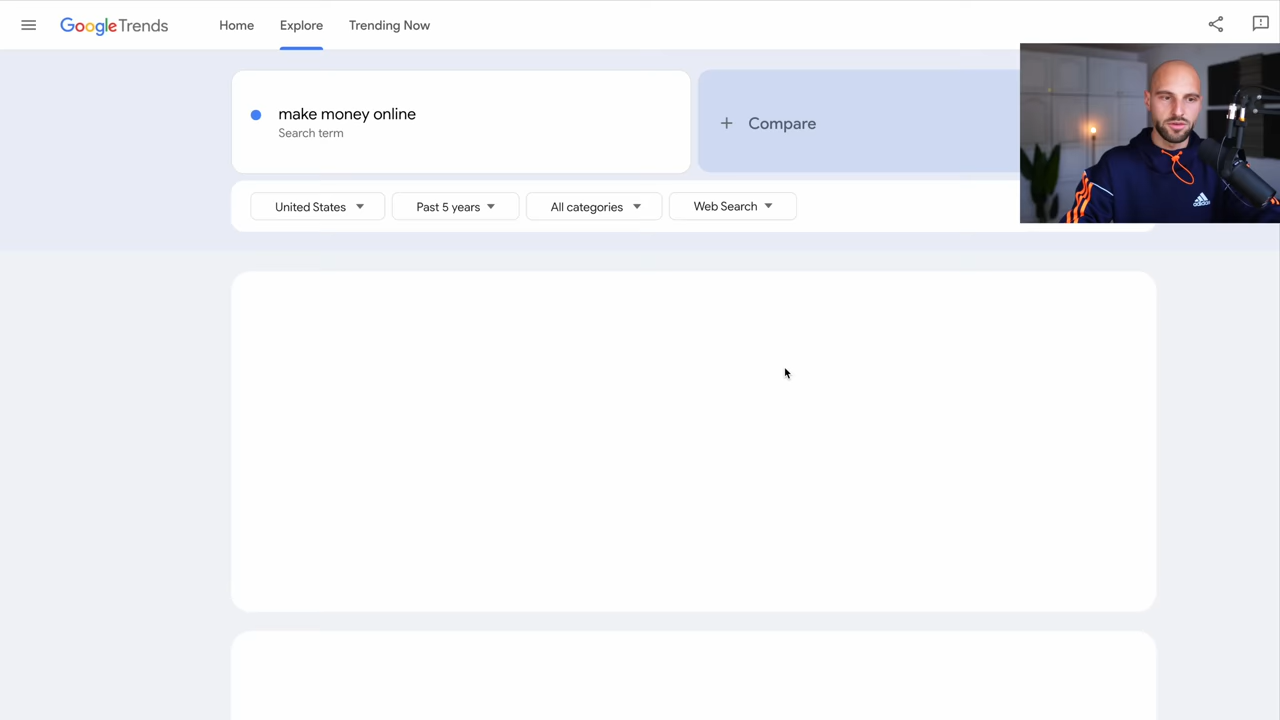 Google Trends
Home
Explore
Trending Now
make money online
Search term
+ Compare
United States
Past 5 years
All categories
Web Search
adidas